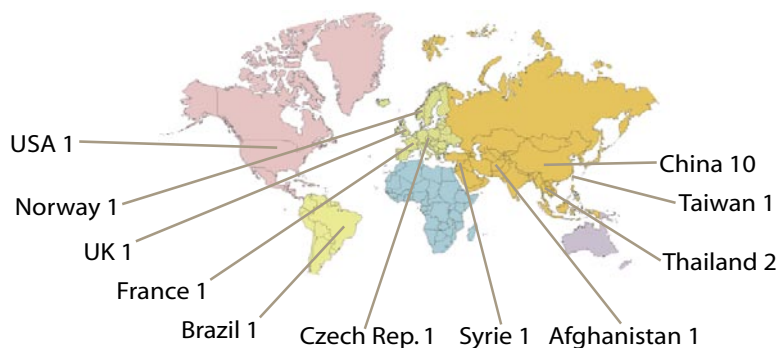 USA 1
China 10
Norway 1
Taiwan 1
UK 1
Thailand 2
France 1
Brazil 1
Czech Rep. 1
Syrie 1
Afghanistan 1